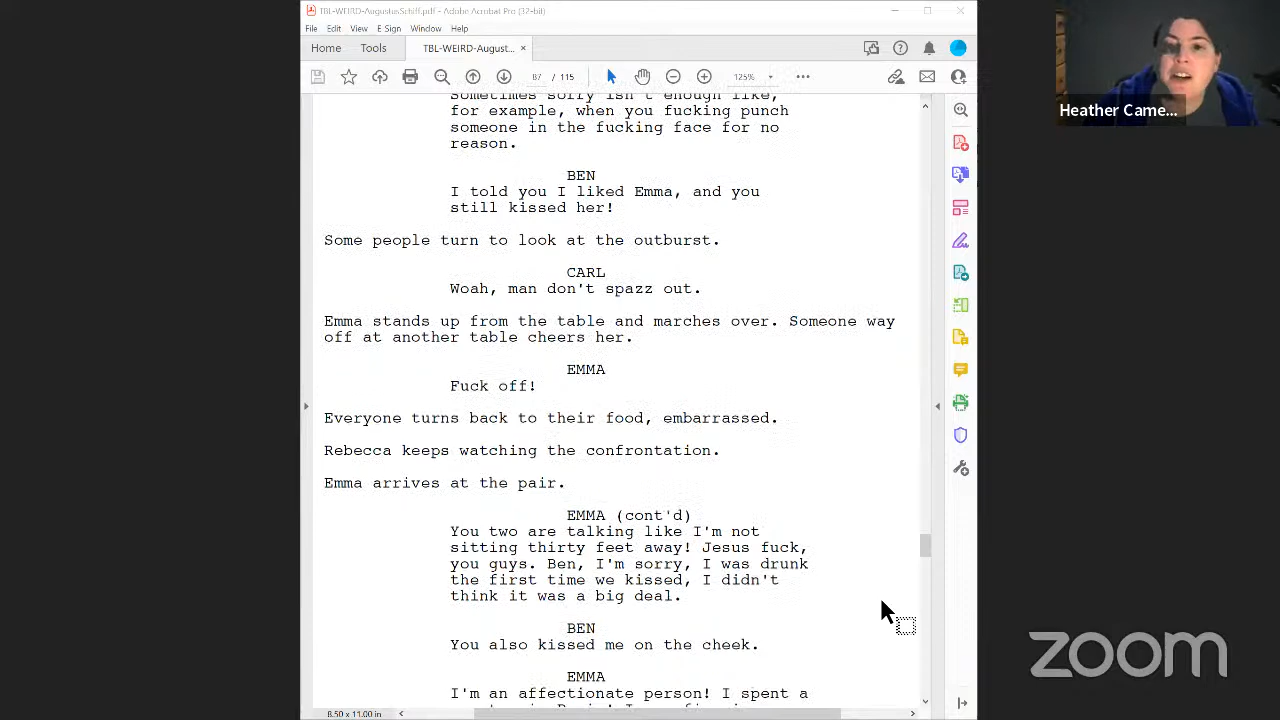 TBL-WEIRD-AugustusSchiff.pdf - Adobe Acrobat Pro (32-bit)
File Edit View E Sign Window Help
Home Tools TBL-WEIRD-August... ×
87 / 115 125%
Sometimes sorry isn't enough like,
for example, when you fucking punch
someone in the fucking face for no
reason.
BEN
I told you I liked Emma, and you
still kissed her!
Some people turn to look at the outburst.
CARL
Woah, man don't spazz out.
Emma stands up from the table and marches over. Someone way
off at another table cheers her.
EMMA
Fuck off!
Everyone turns back to their food, embarrassed.
Rebecca keeps watching the confrontation.
Emma arrives at the pair.
EMMA (cont'd)
You two are talking like I'm not
sitting thirty feet away! Jesus fuck,
you guys. Ben, I'm sorry, I was drunk
the first time we kissed, I didn't
think it was a big deal.
BEN
You also kissed me on the cheek.
EMMA
I'm an affectionate person! I spent a
8.50 x 11.00 in
Heather Came...
zoom